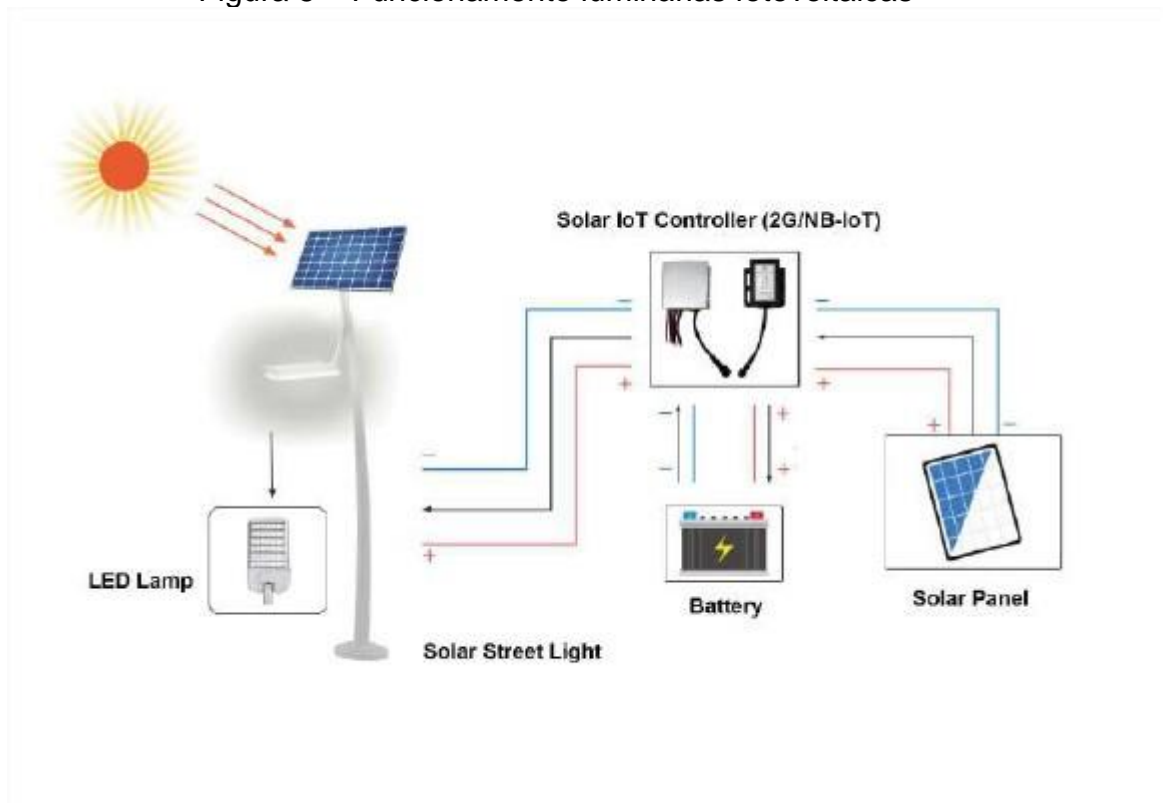 Funcionamento luminárias fotovoltaicas
Solar IoT Controller (2G/NB-IoT)
−
−
+
+
−
+
+
−
−
−
+
+
+
LED Lamp
Battery
Solar Panel
Solar Street Light